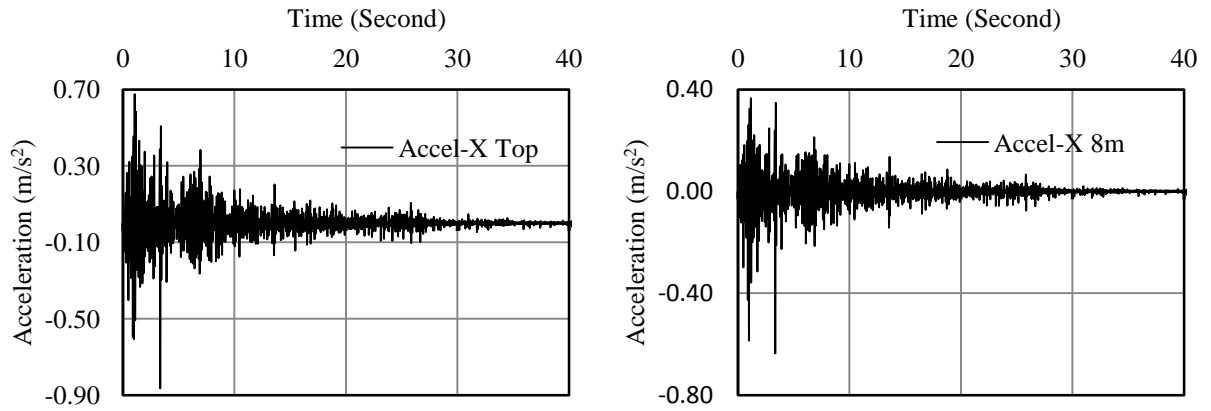 Time (Second)
0 10 20 30 40
0.70
0.30
-0.10
-0.50
-0.90
Acceleration (m/s²)
Accel-X Top
Time (Second)
0 10 20 30 40
0.40
0.00
-0.40
-0.80
Acceleration (m/s²)
Accel-X 8m